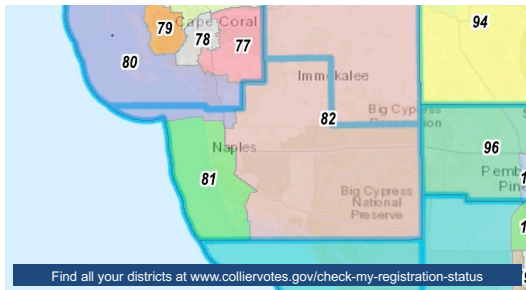 79
Cape Coral
78
77
94
80
Immokalee
82
Big Cypress
96
Naples
81
Big Cypress
National
Preserve
Find all your districts at www.colliervotes.gov/check-my-registration-status